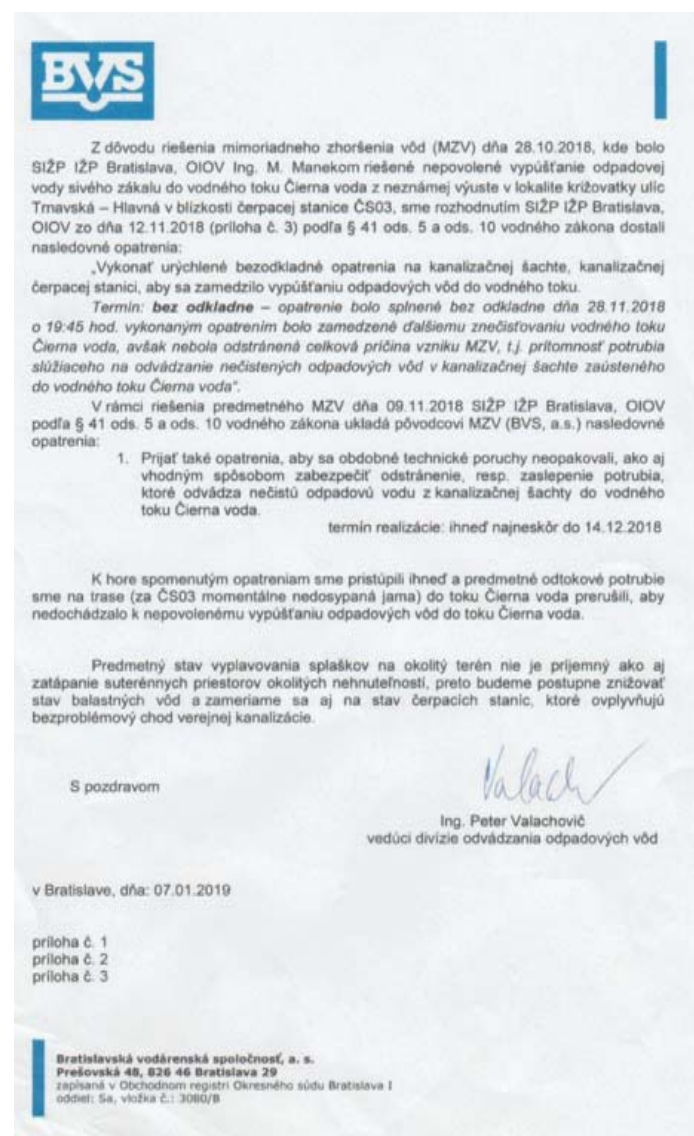 BVS
Z dôvodu riešenia mimoriadneho zhoršenia vôd (MZV) dňa 28.10.2018, kde bolo
SIŽP IŽP Bratislava, OIOV Ing. M. Manekom riešené nepovolené vypúšťanie odpadovej
vody sivého zákalu do vodného toku Čierna voda z neznámej výuste v lokalite križovatky ulíc
Trnavská – Hlavná v blízkosti čerpacej stanice ČS03, sme rozhodnutím SIŽP IŽP Bratislava,
OIOV zo dňa 12.11.2018 (príloha č. 3) podľa § 41 ods. 5 a ods. 10 vodného zákona dostali
nasledovné opatrenia:
„Vykonať urýchlené bezodkladné opatrenia na kanalizačnej šachte, kanalizačnej
čerpacej stanici, aby sa zamedzilo vypúšťaniu odpadových vôd do vodného toku.
Termín: bez odkladne – opatrenie bolo splnené bez odkladne dňa 28.11.2018
o 19:45 hod. vykonaným opatrením bolo zamedzené ďalšiemu znečisťovaniu vodného toku
Čierna voda, avšak nebola odstránená celková príčina vzniku MZV, t.j. prítomnosť potrubia
slúžiaceho na odvádzanie nečistených odpadových vôd v kanalizačnej šachte zaústeného
do vodného toku Čierna voda“.
V rámci riešenia predmetného MZV dňa 09.11.2018 SIŽP IŽP Bratislava, OIOV
podľa § 41 ods. 5 a ods. 10 vodného zákona ukladá pôvodcovi MZV (BVS, a.s.) nasledovné
opatrenia:
1. Prijať také opatrenia, aby sa obdobné technické poruchy neopakovali, ako aj
vhodným spôsobom zabezpečiť odstránenie, resp. zaslepenie potrubia,
ktoré odvádza nečistú odpadovú vodu z kanalizačnej šachty do vodného
toku Čierna voda.
termín realizácie: ihneď najneskôr do 14.12.2018
K hore spomenutým opatreniam sme pristúpili ihneď a predmetné odtokové potrubie
sme na trase (za ČS03 momentálne nedosypaná jama) do toku Čierna voda prerušili, aby
nedochádzalo k nepovolenému vypúšťaniu odpadových vôd do toku Čierna voda.
Predmetný stav vyplavovania splaškov na okolitý terén nie je príjemný ako aj
zatápanie suterénnych priestorov okolitých nehnuteľností, preto budeme postupne znižovať
stav balastných vôd a zameriame sa aj na stav čerpacích staníc, ktoré ovplyvňujú
bezproblémový chod verejnej kanalizácie.
S pozdravom
Valach
Ing. Peter Valachovič
vedúci divízie odvádzania odpadových vôd
v Bratislave, dňa: 07.01.2019
príloha č. 1
príloha č. 2
príloha č. 3
Bratislavská vodárenská spoločnosť, a. s.
Prešovská 48, 826 46 Bratislava 29
zapísaná v Obchodnom registri Okresného súdu Bratislava I
oddiel: Sa, vložka č.: 3080/B